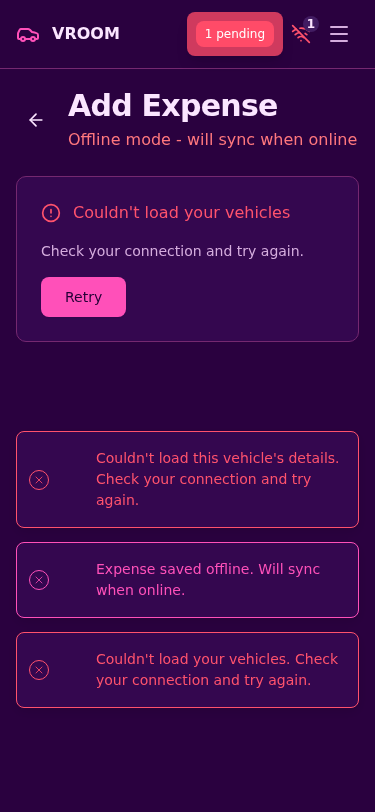 VROOM
1 pending
1
Add Expense
Offline mode - will sync when online
Couldn't load your vehicles
Check your connection and try again.
Retry
Couldn't load this vehicle's details.
Check your connection and try
again.
Expense saved offline. Will sync
when online.
Couldn't load your vehicles. Check
your connection and try again.